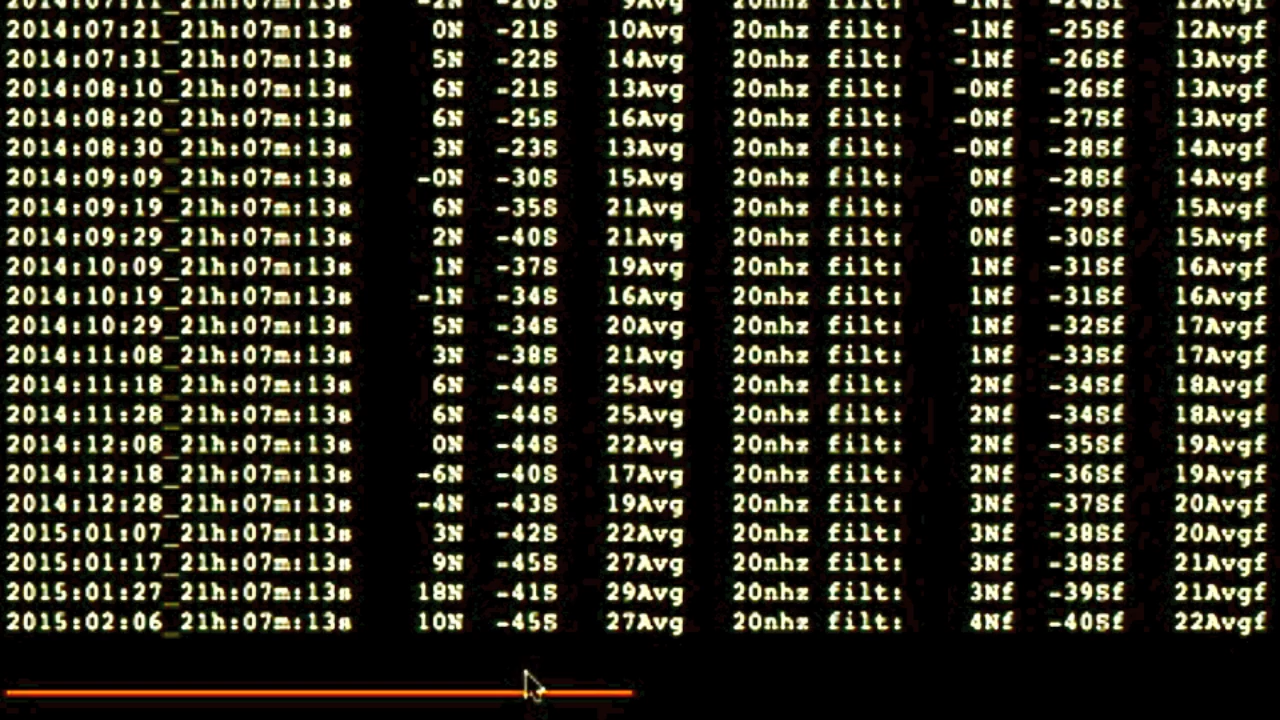 2014:07:11_21h:07m:13s -2N -20S 9Avg 20nhz filt: -1Nf -24Sf 12Avgf
2014:07:21_21h:07m:13s 0N -21S 10Avg 20nhz filt: -1Nf -25Sf 12Avgf
2014:07:31_21h:07m:13s 5N -22S 14Avg 20nhz filt: -1Nf -26Sf 13Avgf
2014:08:10_21h:07m:13s 6N -21S 13Avg 20nhz filt: -0Nf -26Sf 13Avgf
2014:08:20_21h:07m:13s 6N -25S 16Avg 20nhz filt: -0Nf -27Sf 13Avgf
2014:08:30_21h:07m:13s 3N -23S 13Avg 20nhz filt: -0Nf -28Sf 14Avgf
2014:09:09_21h:07m:13s -0N -30S 15Avg 20nhz filt: 0Nf -28Sf 14Avgf
2014:09:19_21h:07m:13s 6N -35S 21Avg 20nhz filt: 0Nf -29Sf 15Avgf
2014:09:29_21h:07m:13s 2N -40S 21Avg 20nhz filt: 0Nf -30Sf 15Avgf
2014:10:09_21h:07m:13s 1N -37S 19Avg 20nhz filt: 1Nf -31Sf 16Avgf
2014:10:19_21h:07m:13s -1N -34S 16Avg 20nhz filt: 1Nf -31Sf 16Avgf
2014:10:29_21h:07m:13s 5N -34S 20Avg 20nhz filt: 1Nf -32Sf 17Avgf
2014:11:08_21h:07m:13s 3N -38S 21Avg 20nhz filt: 1Nf -33Sf 17Avgf
2014:11:18_21h:07m:13s 6N -44S 25Avg 20nhz filt: 2Nf -34Sf 18Avgf
2014:11:28_21h:07m:13s 6N -44S 25Avg 20nhz filt: 2Nf -34Sf 18Avgf
2014:12:08_21h:07m:13s 0N -44S 22Avg 20nhz filt: 2Nf -35Sf 19Avgf
2014:12:18_21h:07m:13s -6N -40S 17Avg 20nhz filt: 2Nf -36Sf 19Avgf
2014:12:28_21h:07m:13s -4N -43S 19Avg 20nhz filt: 3Nf -37Sf 20Avgf
2015:01:07_21h:07m:13s 3N -42S 22Avg 20nhz filt: 3Nf -38Sf 20Avgf
2015:01:17_21h:07m:13s 9N -45S 27Avg 20nhz filt: 3Nf -38Sf 21Avgf
2015:01:27_21h:07m:13s 18N -41S 29Avg 20nhz filt: 3Nf -39Sf 21Avgf
2015:02:06_21h:07m:13s 10N -45S 27Avg 20nhz filt: 4Nf -40Sf 22Avgf